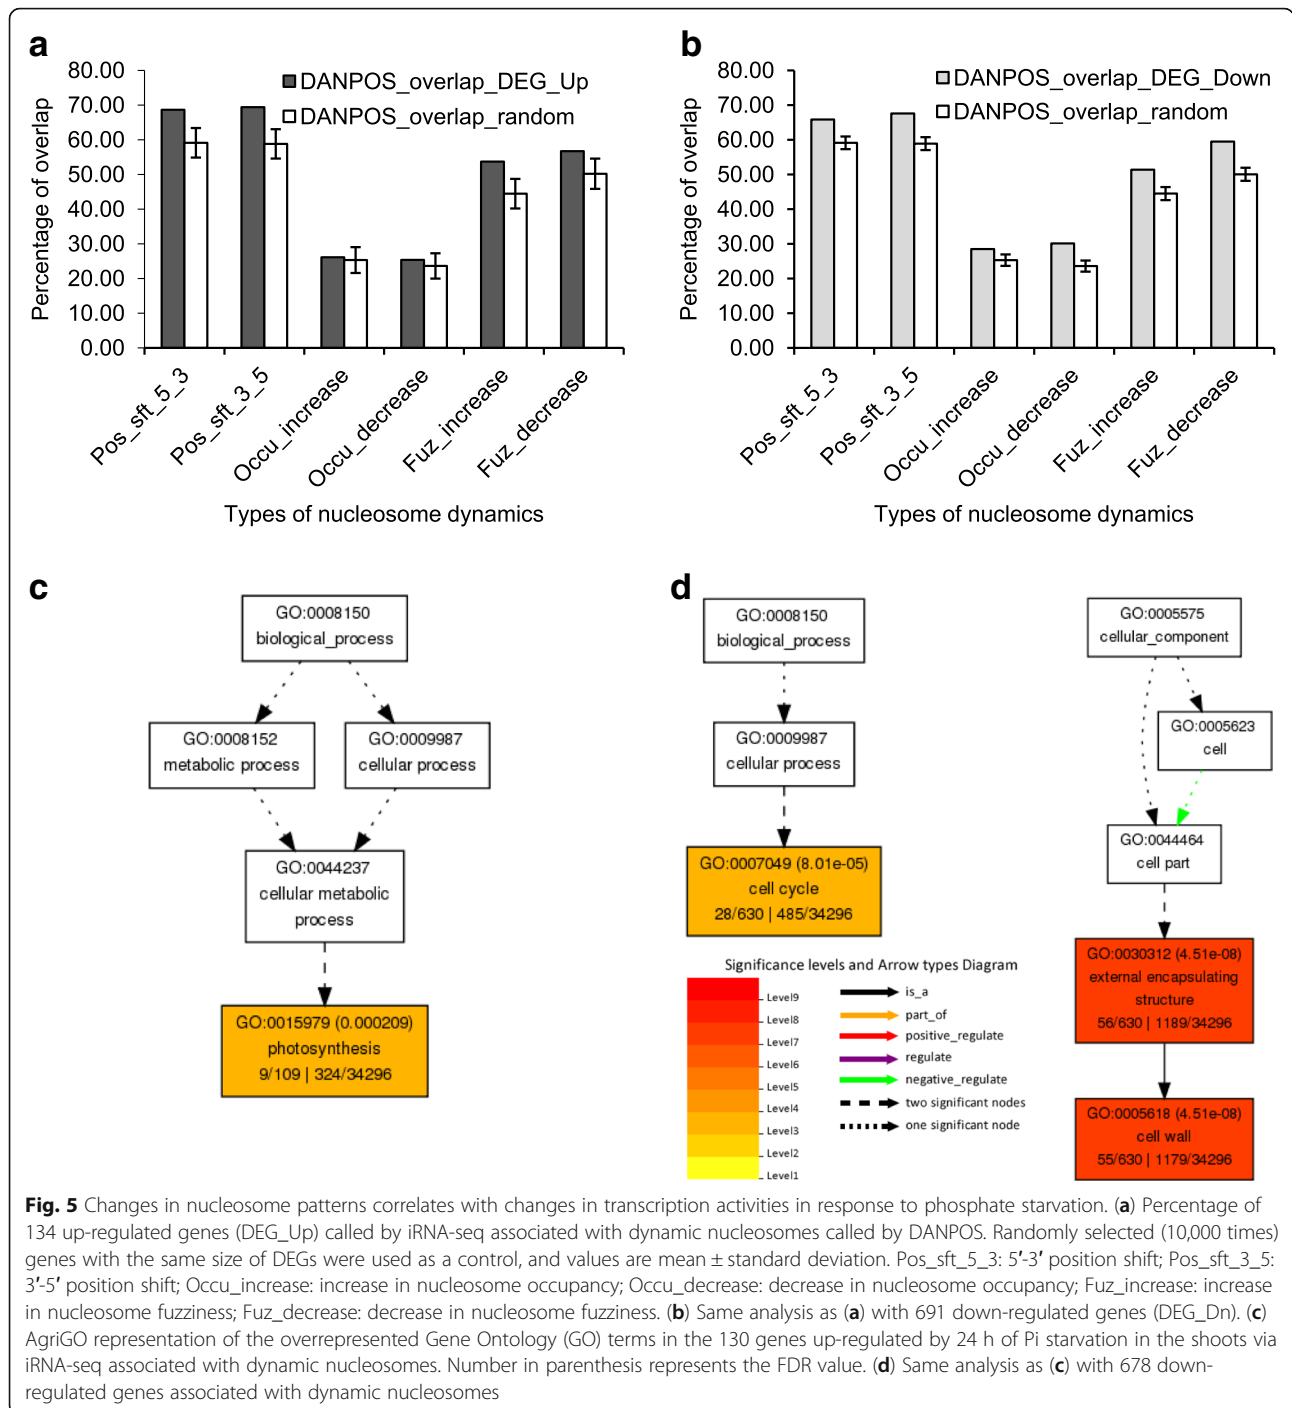 a
80.00
70.00
60.00
50.00
40.00
30.00
20.00
10.00
0.00
Percentage of overlap
DANPOS_overlap_DEG_Up
DANPOS_overlap_random
Pos_sft_5_3
Pos_sft_3_5
Occu_increase
Occu_decrease
Fuz_increase
Fuz_decrease
Types of nucleosome dynamics
b
80.00
70.00
60.00
50.00
40.00
30.00
20.00
10.00
0.00
Percentage of overlap
DANPOS_overlap_DEG_Down
DANPOS_overlap_random
Pos_sft_5_3
Pos_sft_3_5
Occu_increase
Occu_decrease
Fuz_increase
Fuz_decrease
Types of nucleosome dynamics
c
GO:0008150
biological_process
GO:0008152
metabolic process
GO:0009987
cellular process
GO:0044237
cellular metabolic
process
GO:0015979 (0.000209)
photosynthesis
9/109 | 324/34296
d
GO:0008150
biological_process
GO:0009987
cellular process
GO:0007049 (8.01e-05)
cell cycle
28/630 | 485/34296
GO:0005575
cellular_component
GO:0005623
cell
GO:0044464
cell part
GO:0030312 (4.51e-08)
external encapsulating
structure
56/630 | 1189/34296
GO:0005618 (4.51e-08)
cell wall
55/630 | 1179/34296
Significance levels and Arrow types Diagram
Level9
Level8
Level7
Level6
Level5
Level4
Level3
Level2
Level1
is_a
part_of
positive_regulate
regulate
negative_regulate
two significant nodes
one significant node
Fig. 5 Changes in nucleosome patterns correlates with changes in transcription activities in response to phosphate starvation. (a) Percentage of
134 up-regulated genes (DEG_Up) called by iRNA-seq associated with dynamic nucleosomes called by DANPOS. Randomly selected (10,000 times)
genes with the same size of DEGs were used as a control, and values are mean ± standard deviation. Pos_sft_5_3: 5′-3′ position shift; Pos_sft_3_5:
3′-5′ position shift; Occu_increase: increase in nucleosome occupancy; Occu_decrese: decrease in nucleosome occupancy; Fuz_increase: increase
in nucleosome fuzziness; Fuz_decrease: decrease in nucleosome fuzziness. (b) Same analysis as (a) with 691 down-regulated genes (DEG_Dn). (c)
AgriGO representation of the overrepresented Gene Ontology (GO) terms in the 130 genes up-regulated by 24 h of Pi starvation in the shoots via
iRNA-seq associated with dynamic nucleosomes. Number in parenthesis represents the FDR value. (d) Same analysis as (c) with 678 down-
regulated genes associated with dynamic nucleosomes